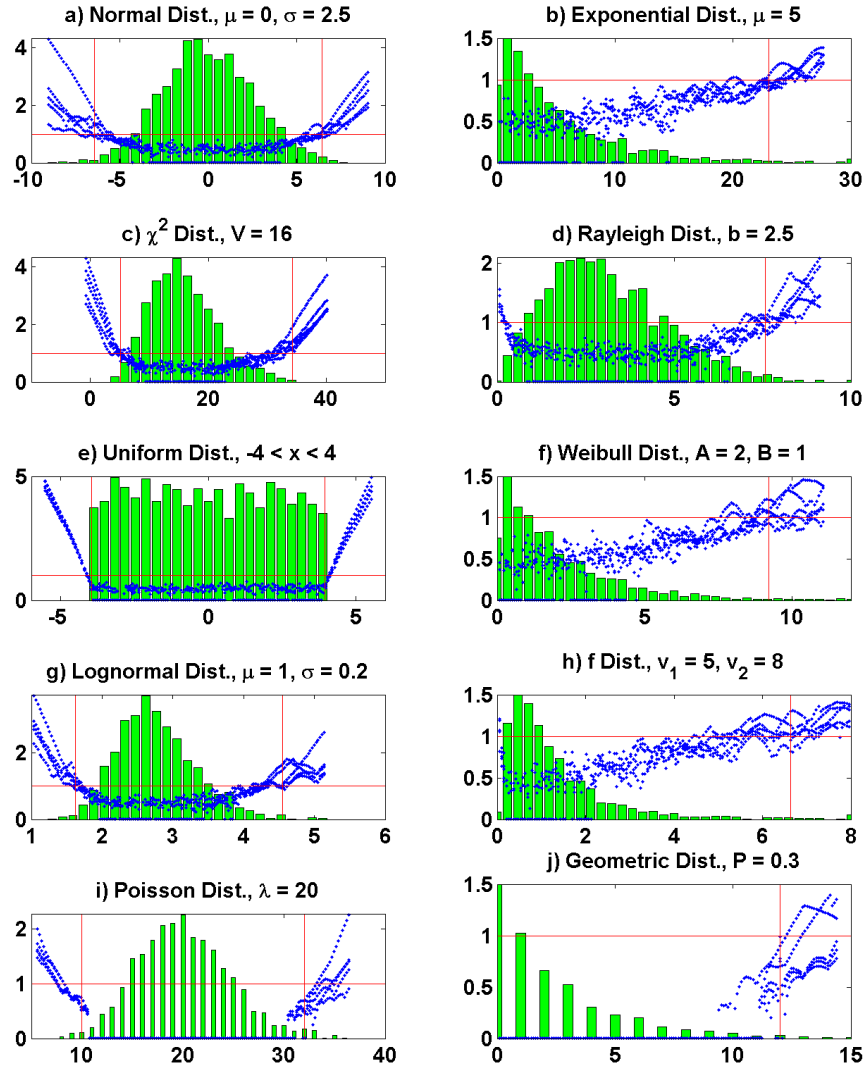 a) Normal Dist., μ = 0, σ = 2.5
4
2
0
-10 -5 0 5 10
b) Exponential Dist., μ = 5
1.5
1
0.5
0
0 10 20 30
c) χ² Dist., V = 16
4
2
0
0 20 40
d) Rayleigh Dist., b = 2.5
2
1
0
0 5 10
e) Uniform Dist., -4 < x < 4
5
0
-5 0 5
f) Weibull Dist., A = 2, B = 1
1.5
1
0.5
0
0 5 10
g) Lognormal Dist., μ = 1, σ = 0.2
2
0
1 2 3 4 5 6
h) f Dist., v₁ = 5, v₂ = 8
1.5
1
0.5
0
0 2 4 6 8
i) Poisson Dist., λ = 20
2
1
0
10 20 30 40
j) Geometric Dist., P = 0.3
1.5
1
0.5
0
0 5 10 15